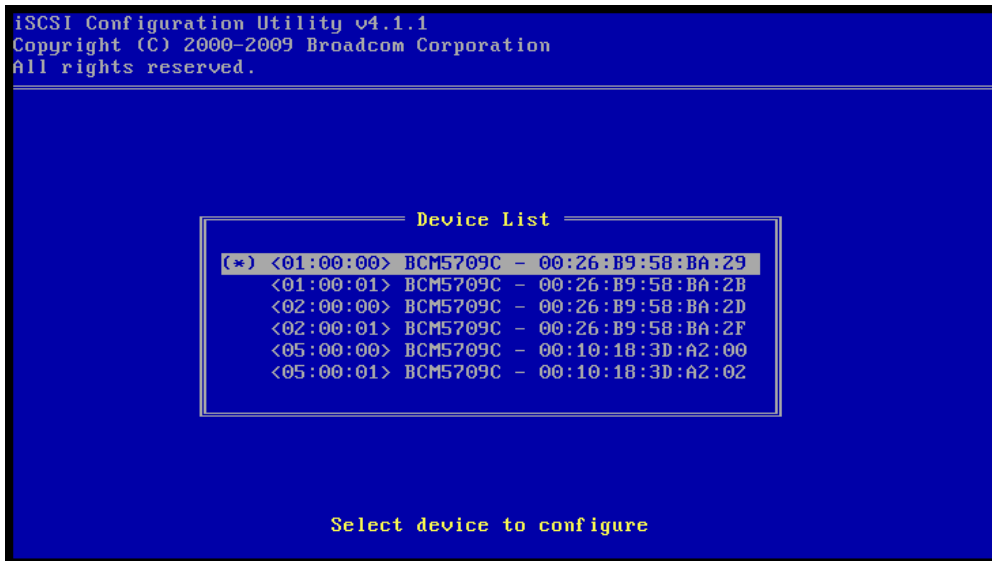 iSCSI Configuration Utility v4.1.1
Copyright (C) 2000-2009 Broadcom Corporation
All rights reserved.
Device List
(*) <01:00:00> BCM5709C - 00:26:B9:58:BA:29
<01:00:01> BCM5709C - 00:26:B9:58:BA:2B
<02:00:00> BCM5709C - 00:26:B9:58:BA:2D
<02:00:01> BCM5709C - 00:26:B9:58:BA:2F
<05:00:00> BCM5709C - 00:10:18:3D:A2:00
<05:00:01> BCM5709C - 00:10:18:3D:A2:02
Select device to configure